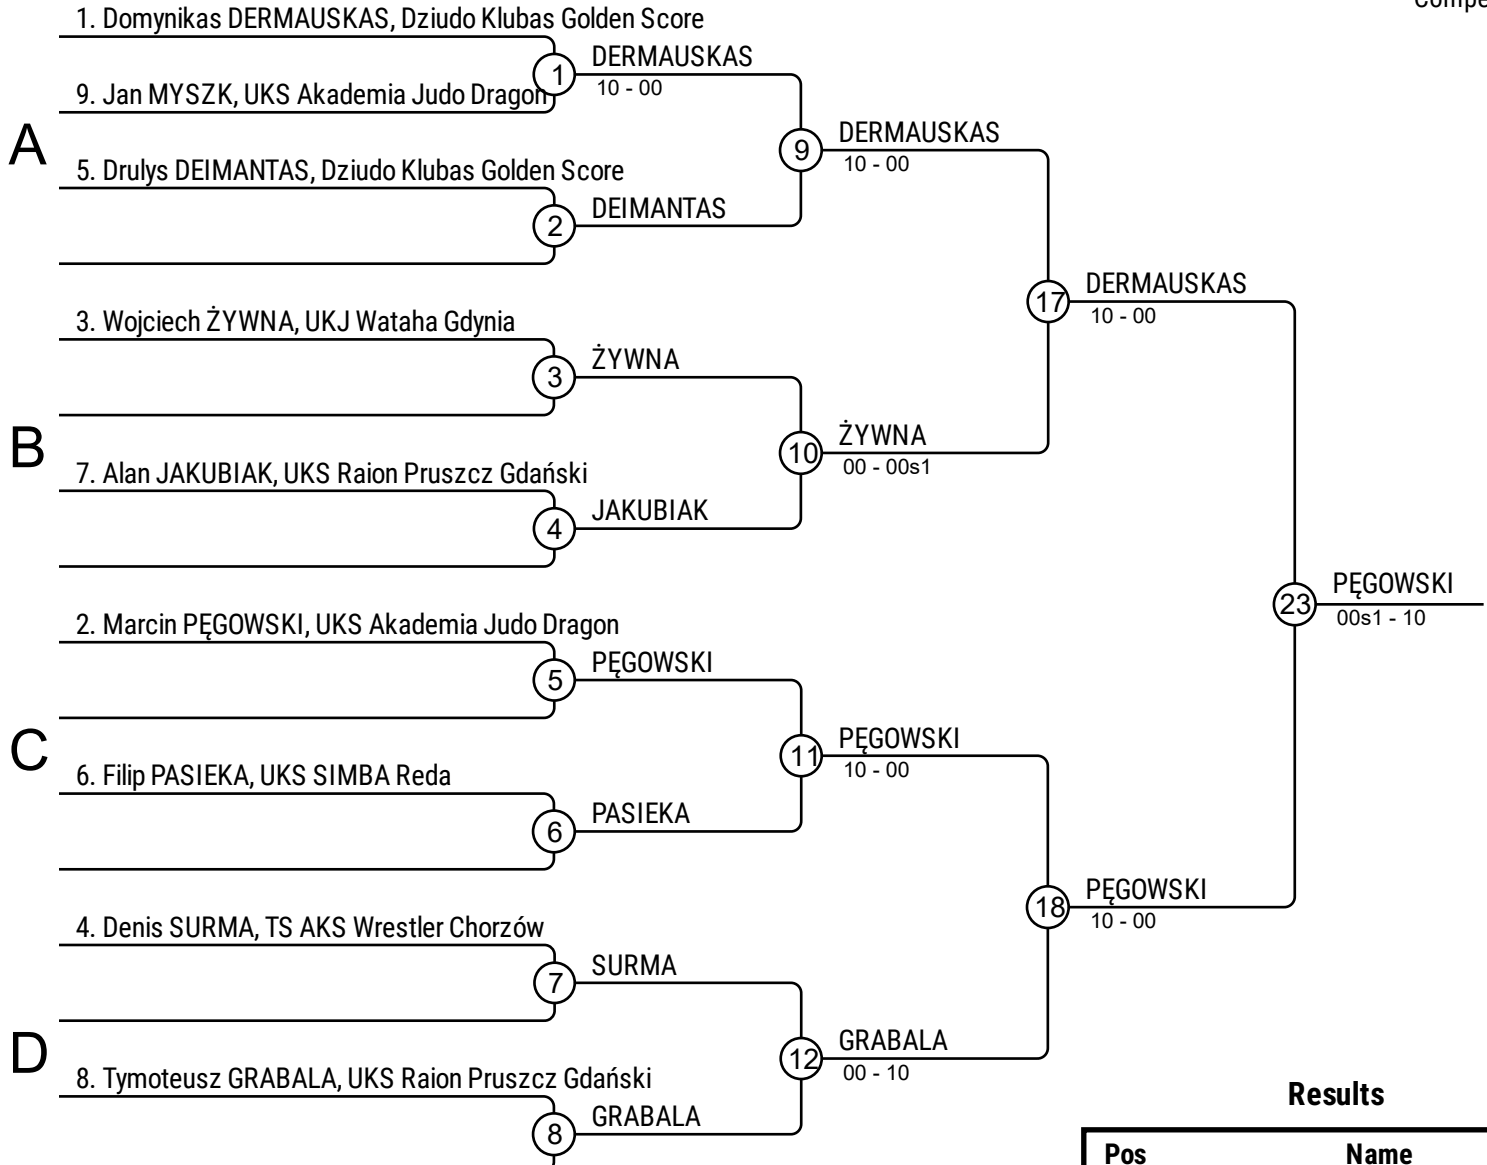 Compe
1. Domynikas DERMAUSKAS, Dziudo Klubas Golden Score
1
DERMAUSKAS
10 - 00
9. Jan MYSZK, UKS Akademia Judo Dragon
A
9
DERMAUSKAS
10 - 00
5. Drulys DEIMANTAS, Dziudo Klubas Golden Score
2
DEIMANTAS
17
DERMAUSKAS
10 - 00
3. Wojciech ŻYWNA, UKJ Wataha Gdynia
3
ŻYWNA
B
10
ŻYWNA
00 - 00s1
7. Alan JAKUBIAK, UKS Raion Pruszcz Gdański
4
JAKUBIAK
23
PĘGOWSKI
00s1 - 10
2. Marcin PĘGOWSKI, UKS Akademia Judo Dragon
5
PĘGOWSKI
C
11
PĘGOWSKI
10 - 00
6. Filip PASIEKA, UKS SIMBA Reda
6
PASIEKA
18
PĘGOWSKI
10 - 00
4. Denis SURMA, TS AKS Wrestler Chorzów
7
SURMA
D
12
GRABALA
00 - 10
8. Tymoteusz GRABALA, UKS Raion Pruszcz Gdański
8
GRABALA
Results
Pos Name